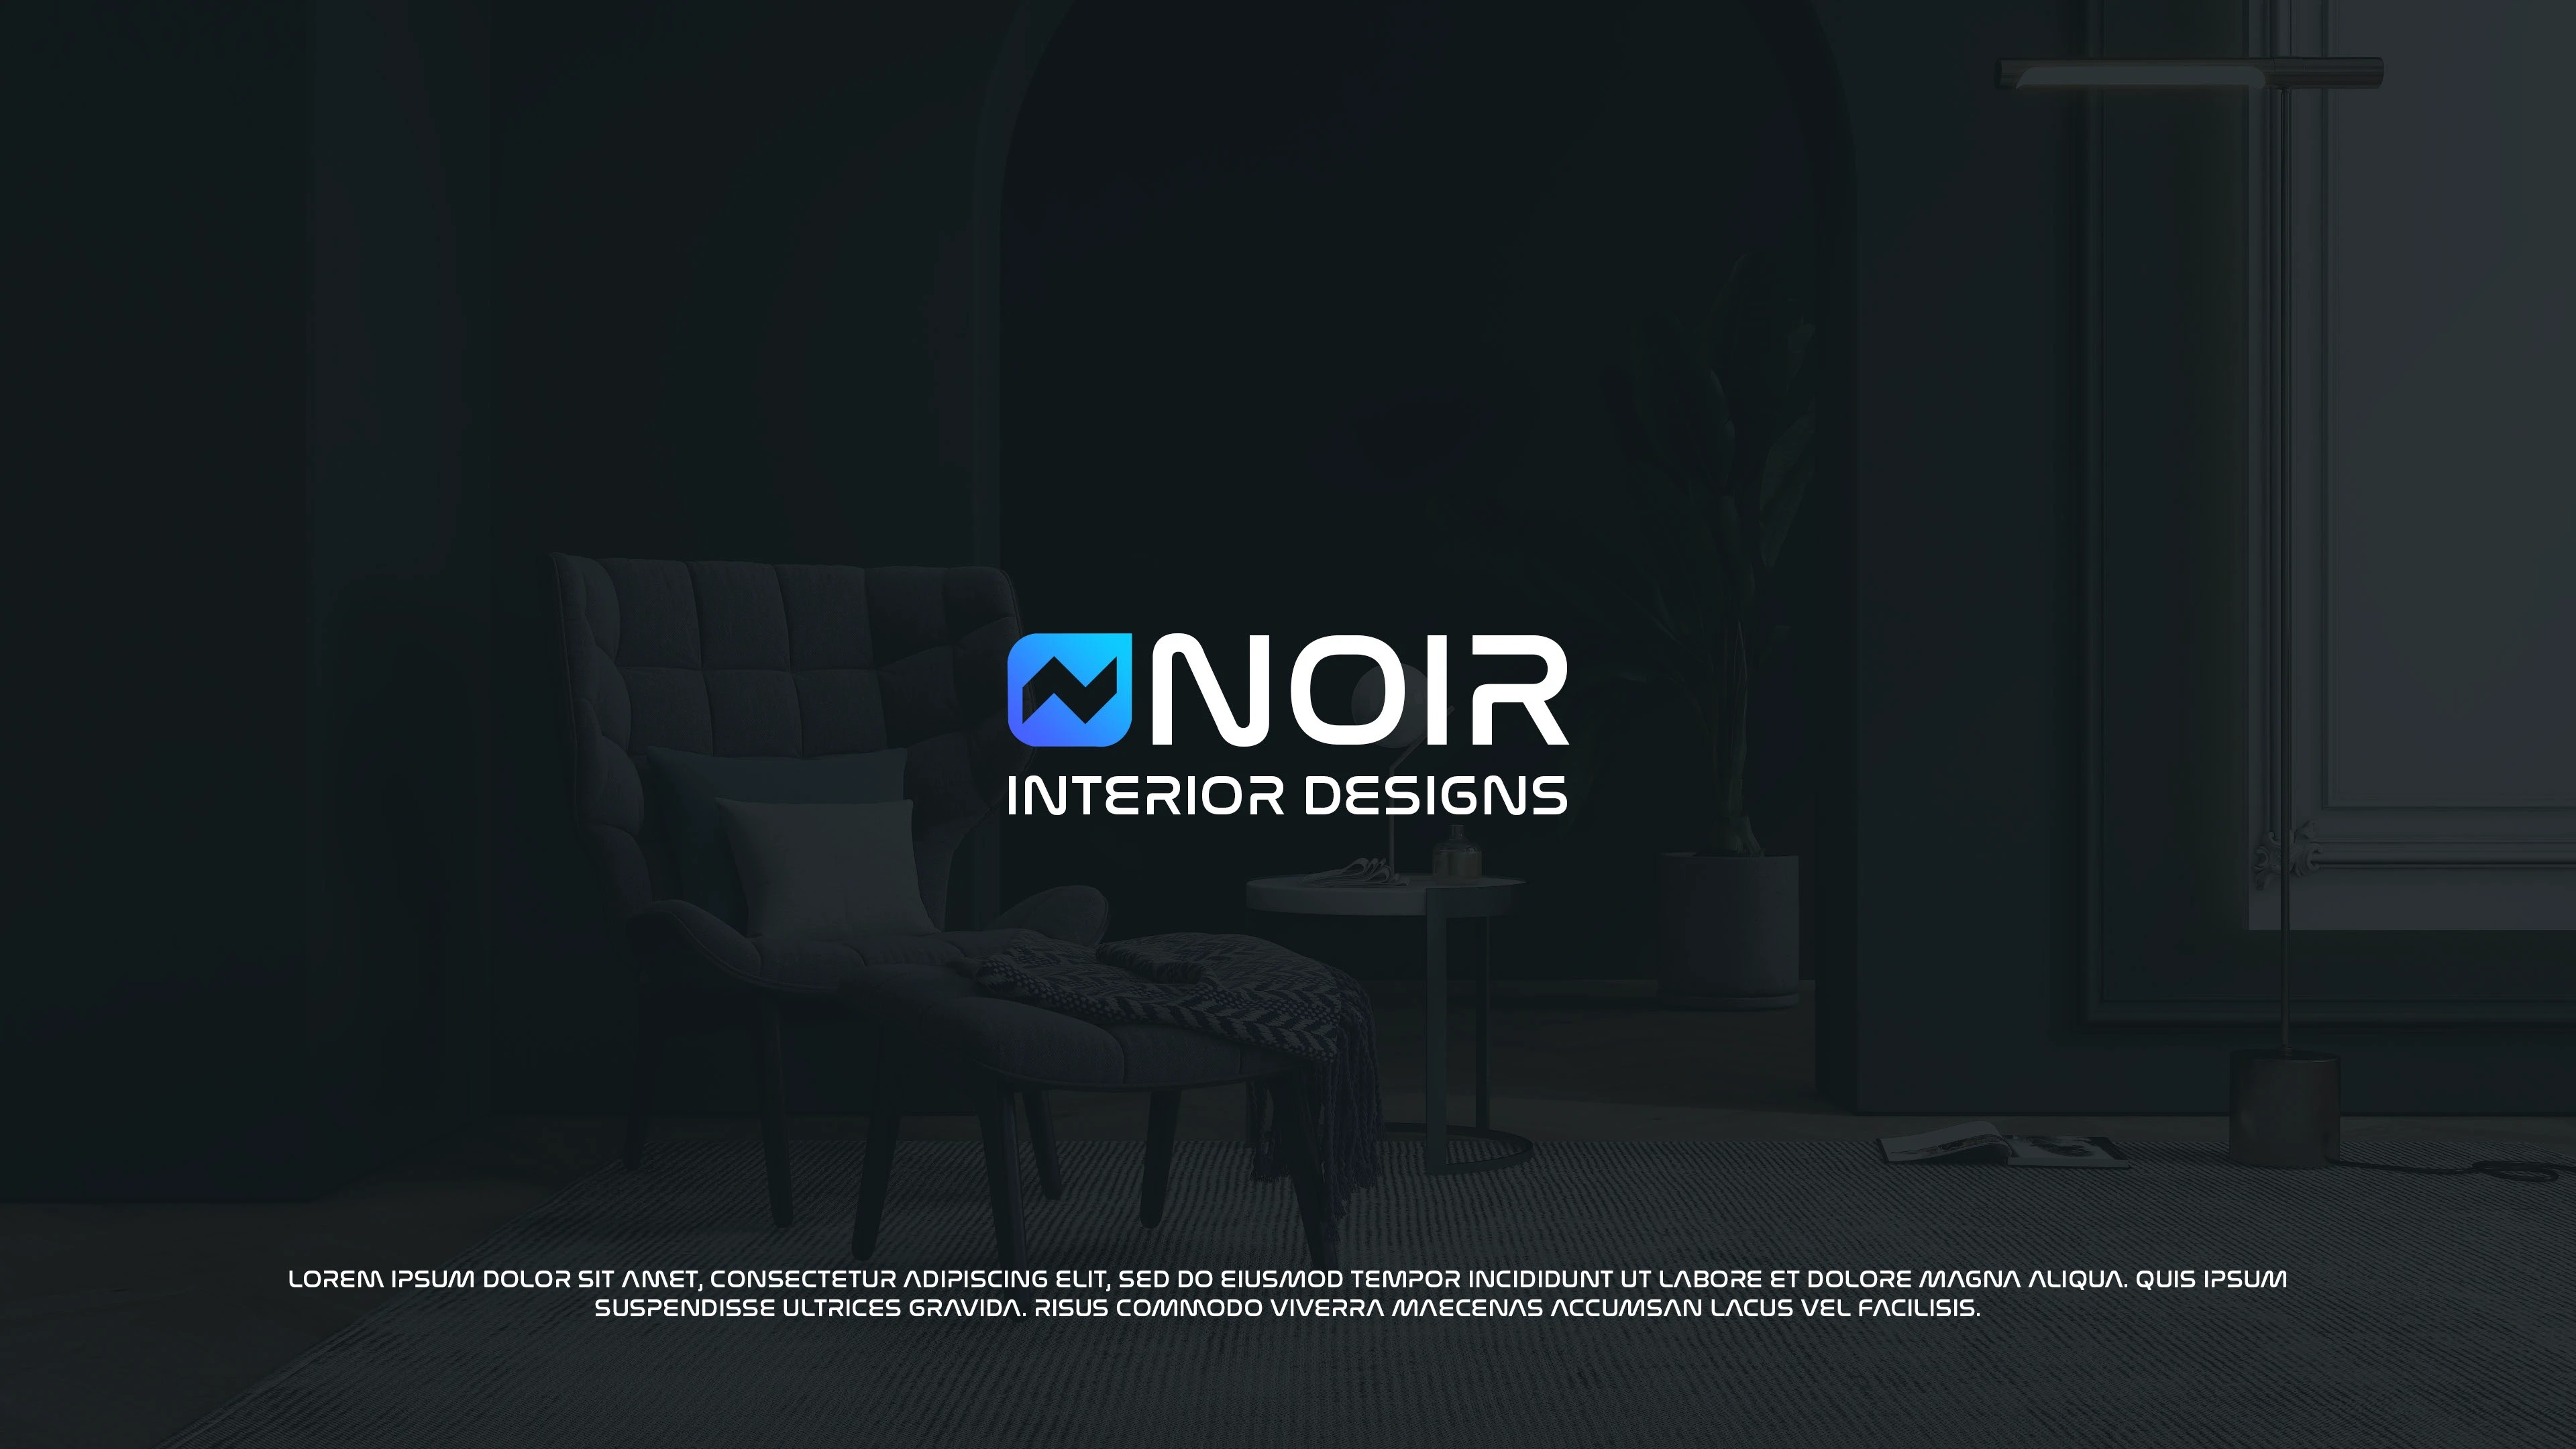 NOIR
INTERIOR DESIGNS
LOREM IPSUM DOLOR SIT AMET, CONSECTETUR ADIPISCING ELIT, SED DO EIUSMOD TEMPOR INCIDIDUNT UT LABORE ET DOLORE MAGNA ALIQUA. QUIS IPSUM
SUSPENDISSE ULTRICES GRAVIDA. RISUS COMMODO VIVERRA MAECENAS ACCUMSAN LACUS VEL FACILISIS.